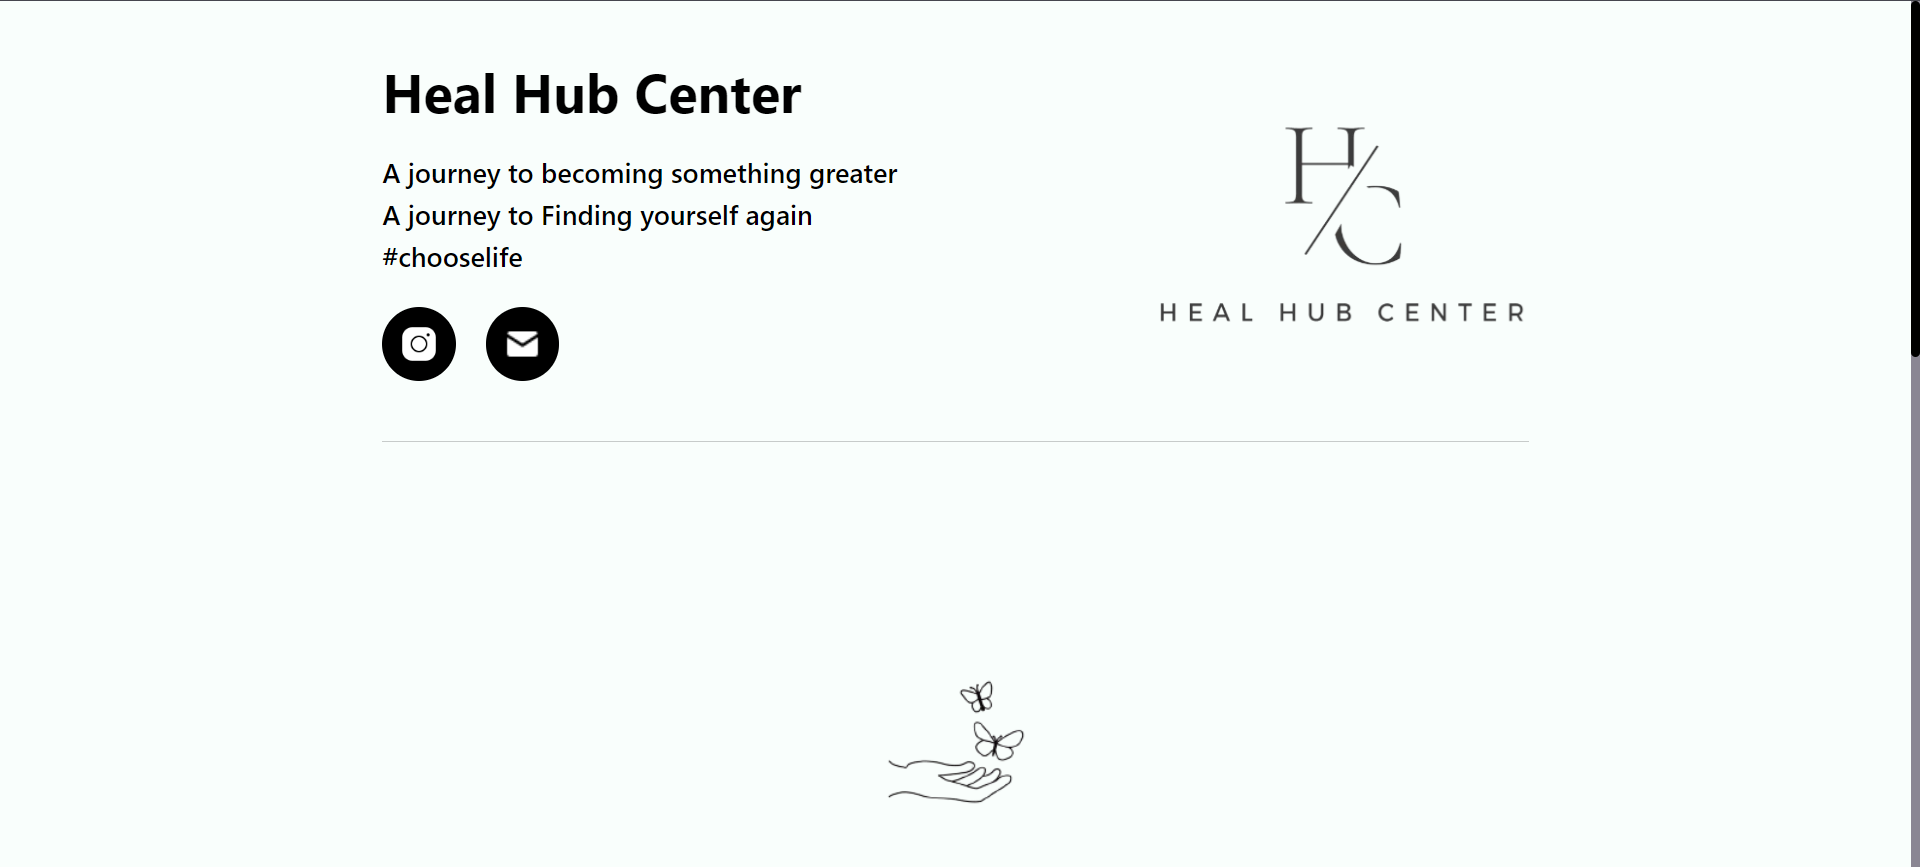 Heal Hub Center
A journey to becoming something greater
A journey to Finding yourself again
#chooselife
H/C
HEAL HUB CENTER